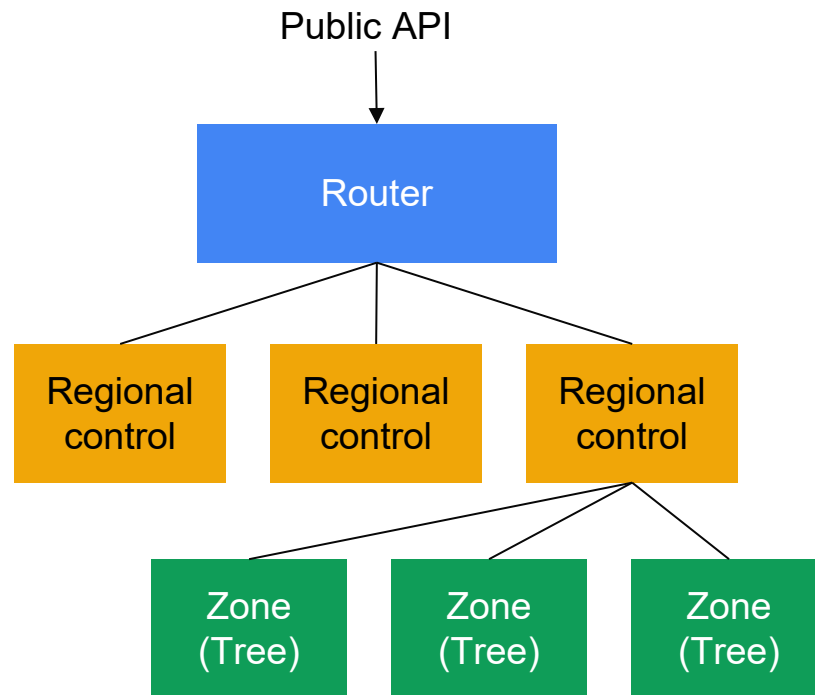 Public API
Router
Regional
control
Regional
control
Regional
control
Zone
(Tree)
Zone
(Tree)
Zone
(Tree)